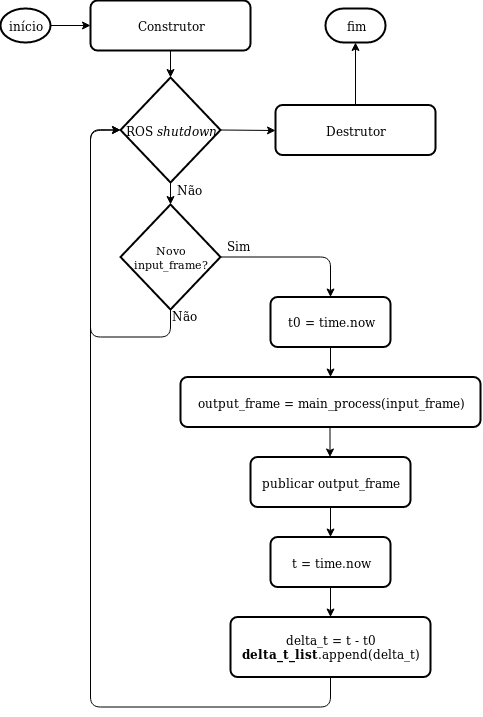 início
Construtor
fim
ROS shutdown
Destrutor
Não
Novo
input_frame?
Sim
Não
t0 = time.now
output_frame = main_process(input_frame)
publicar output_frame
t = time.now
delta_t = t - t0
delta_t_list.append(delta_t)